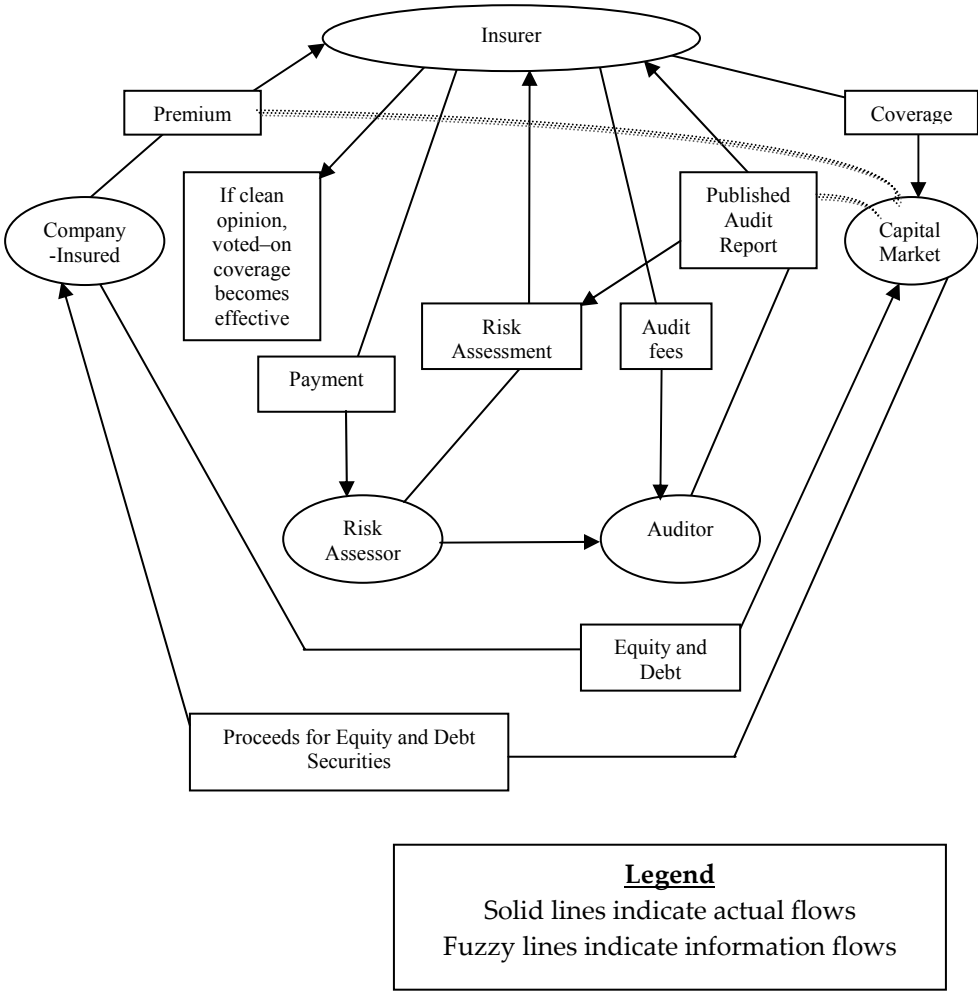 Insurer
Premium
Coverage
If clean
opinion,
voted–on
coverage
becomes
effective
Published
Audit
Report
Company
-Insured
Capital
Market
Risk
Assessment
Audit
fees
Payment
Risk
Assessor
Auditor
Equity and
Debt
Proceeds for Equity and Debt
Securities
Legend
Solid lines indicate actual flows
Fuzzy lines indicate information flows